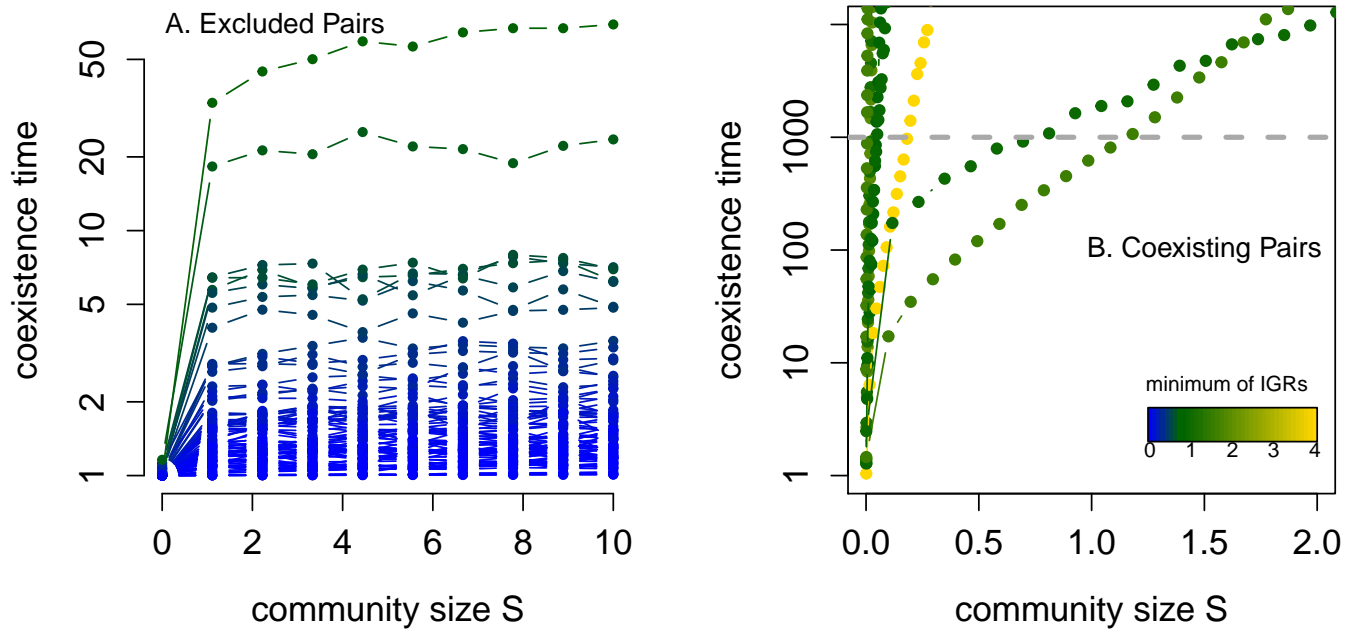 A. Excluded Pairs
coexistence time
50
20
10
5
2
1
0 2 4 6 8 10
community size S
coexistence time
1000
100
10
1
B. Coexisting Pairs
minimum of IGRs
0 1 2 3 4
0.0 0.5 1.0 1.5 2.0
community size S